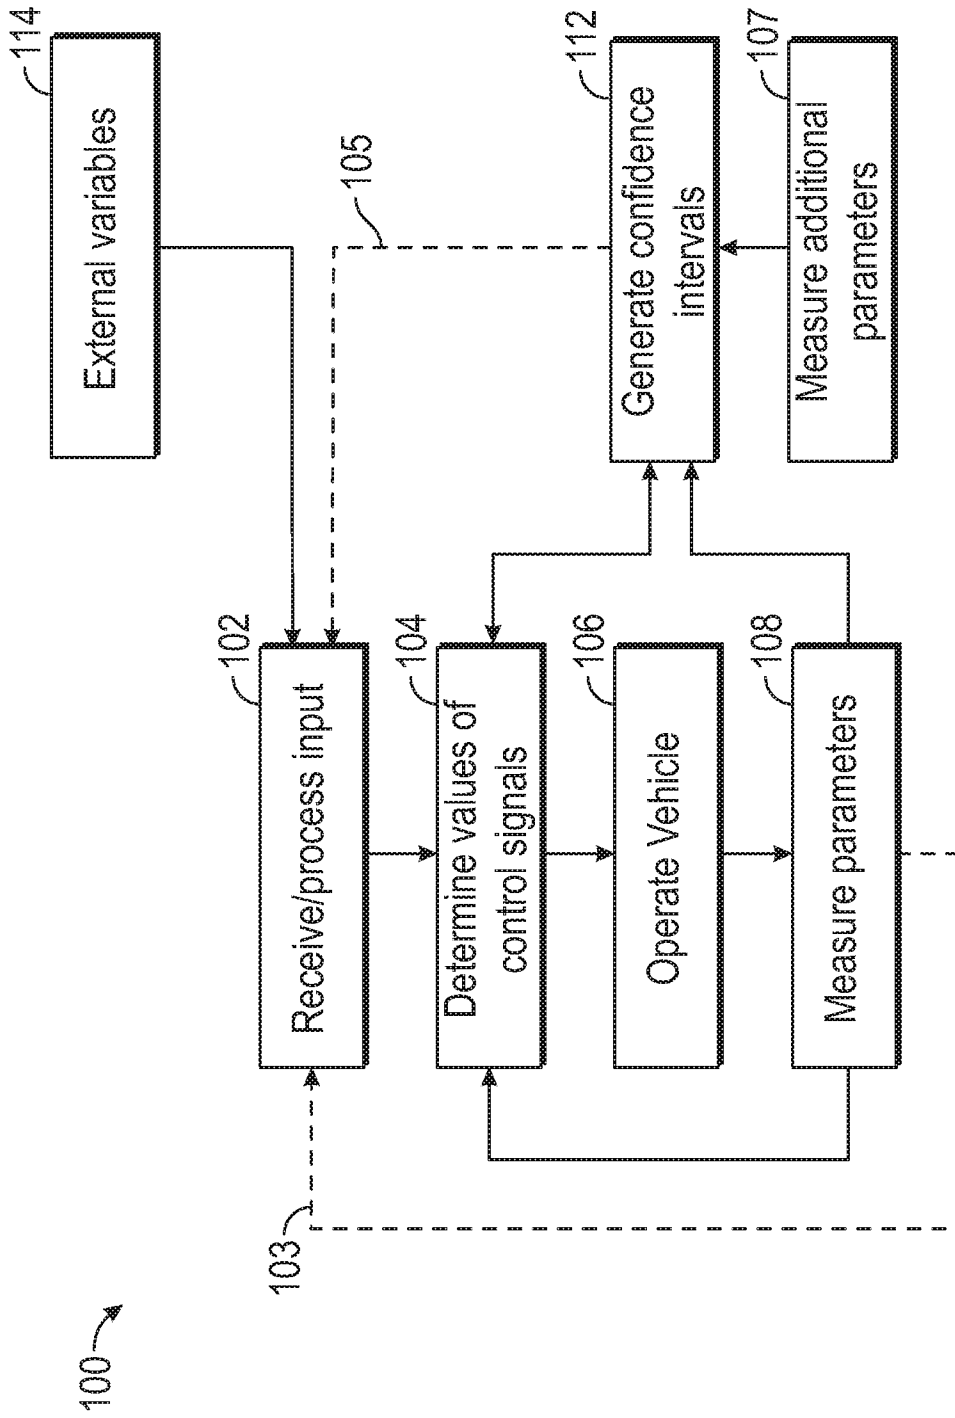 100
114
External variables
102
Receive/process input
103
105
104
Determine values of
control signals
112
Generate confidence
intervals
106
Operate Vehicle
107
Measure additional
parameters
108
Measure parameters